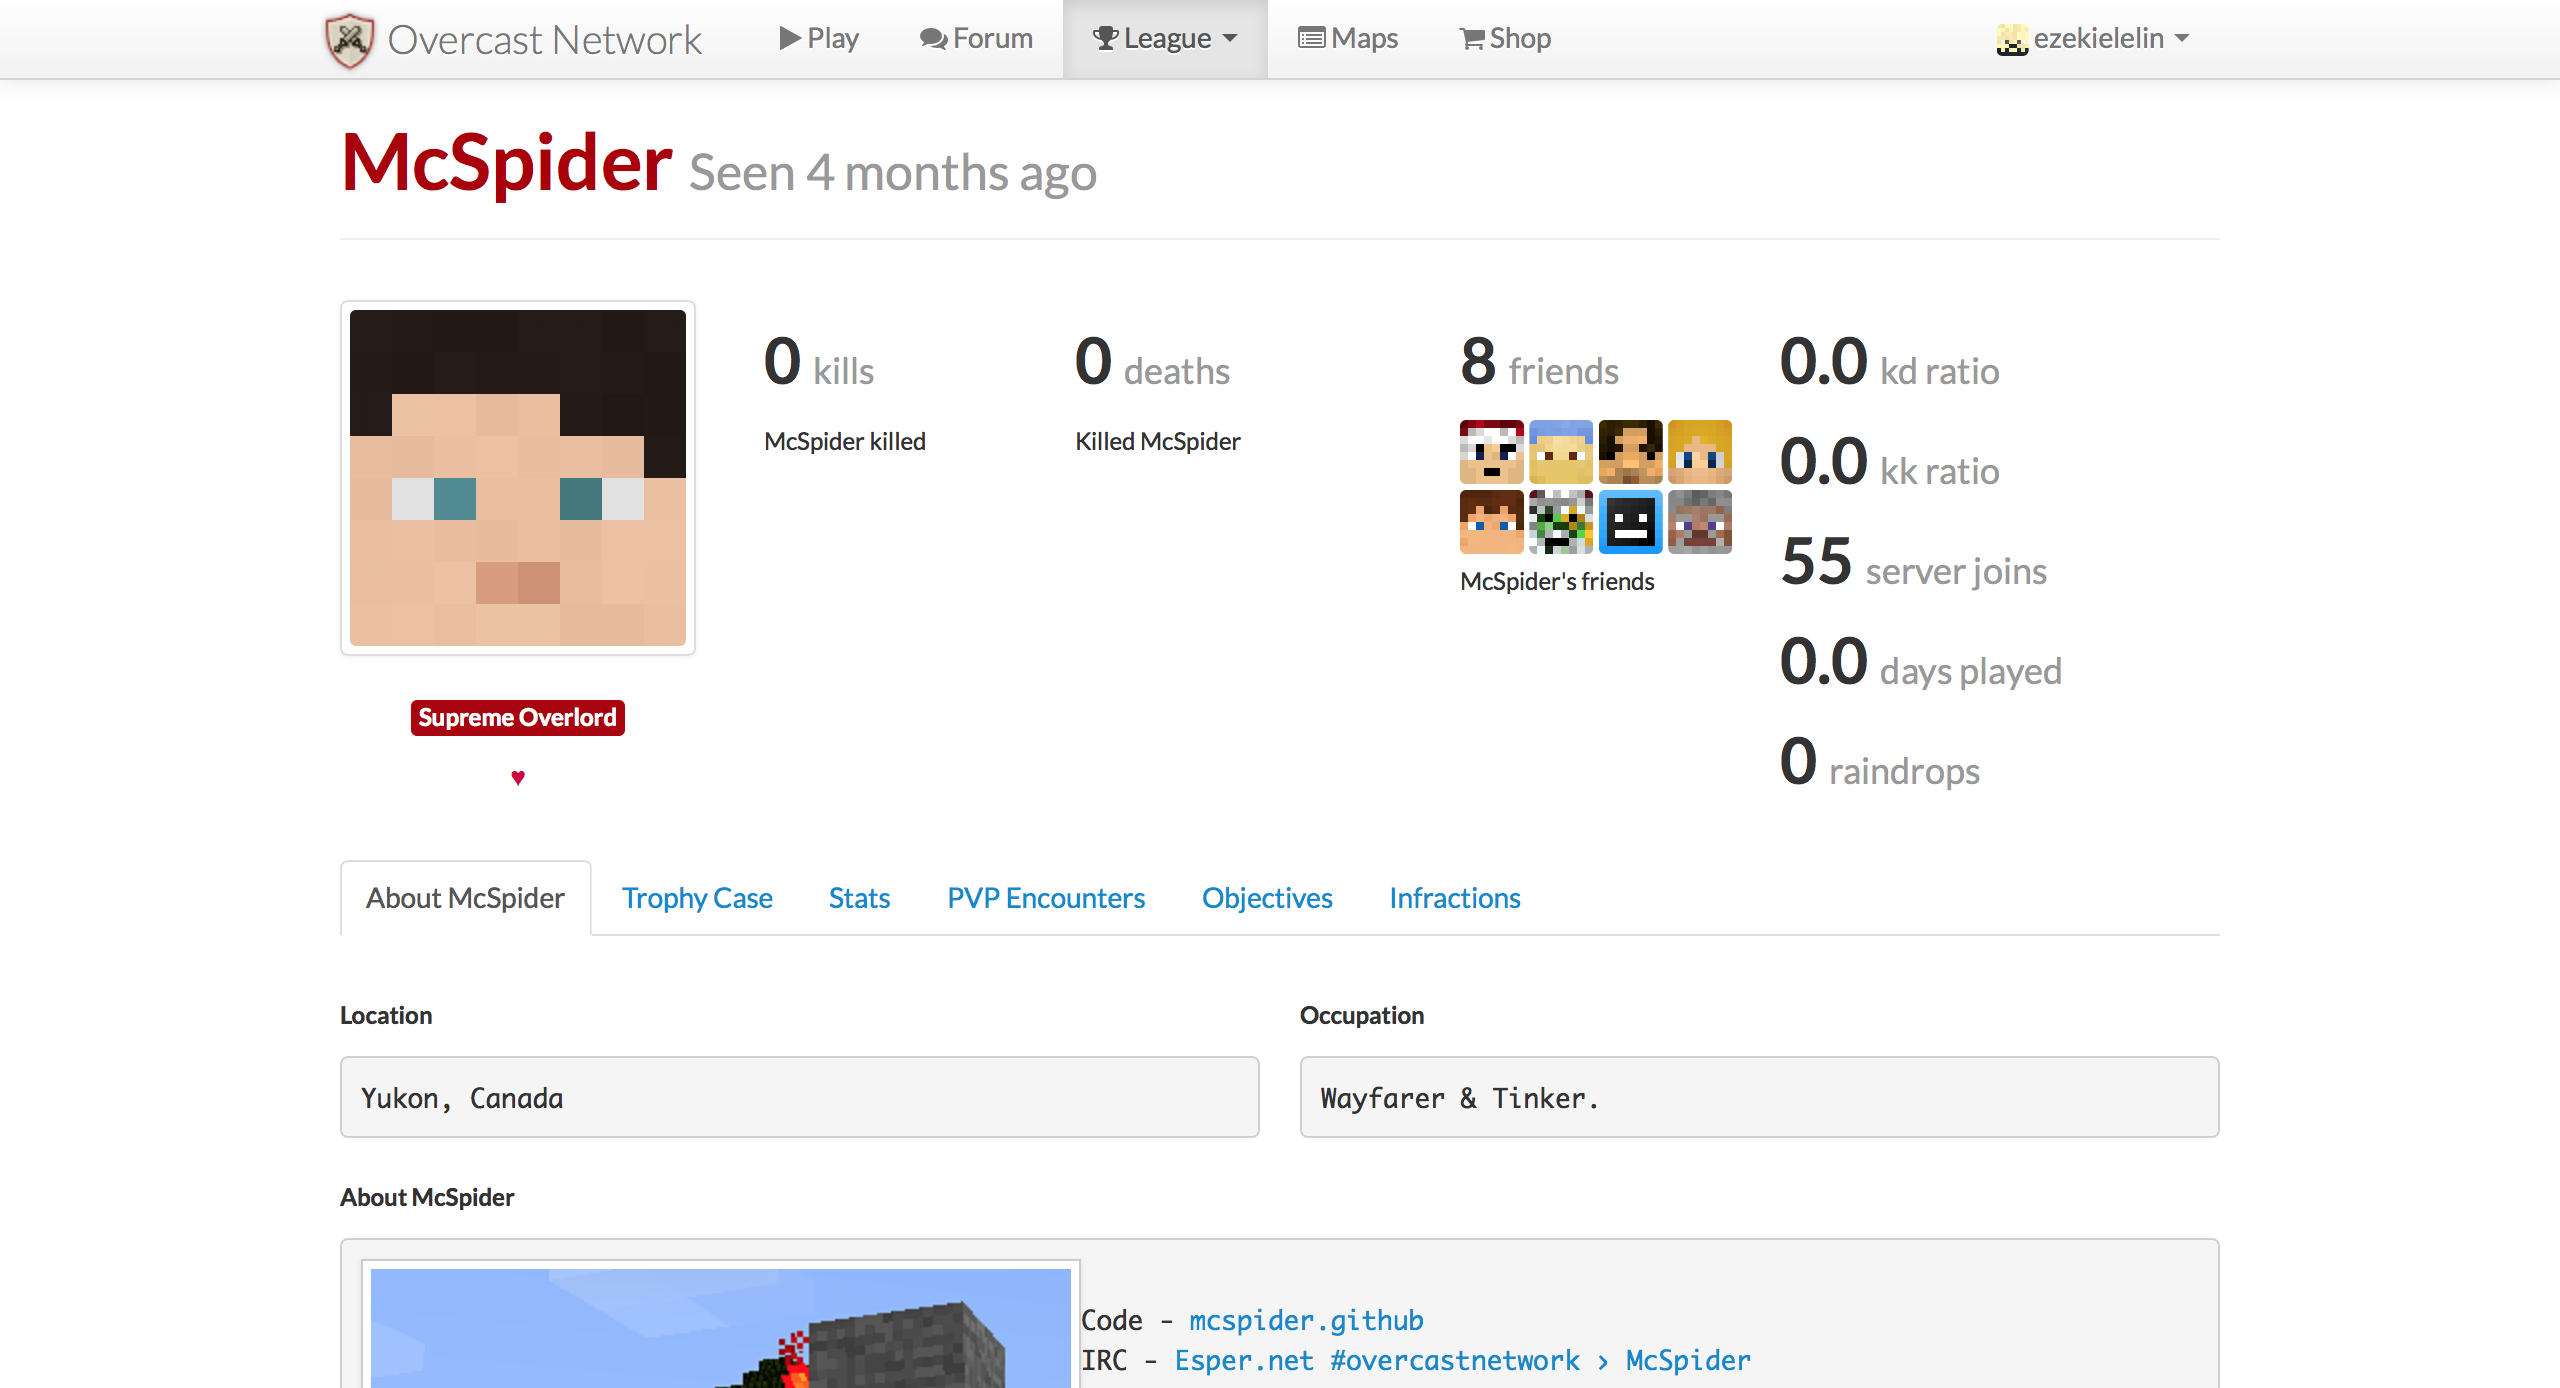 Overcast Network Play Forum League Maps Shop ezekielelin
McSpider Seen 4 months ago
0 kills
McSpider killed
0 deaths
Killed McSpider
8 friends
McSpider's friends
0.0 kd ratio
0.0 kk ratio
55 server joins
0.0 days played
0 raindrops
Supreme Overlord
♥
About McSpider Trophy Case Stats PVP Encounters Objectives Infractions
Location
Yukon, Canada
Occupation
Wayfarer & Tinker.
About McSpider
Code - mcspider.github
IRC - Esper.net #overcastnetwork › McSpider